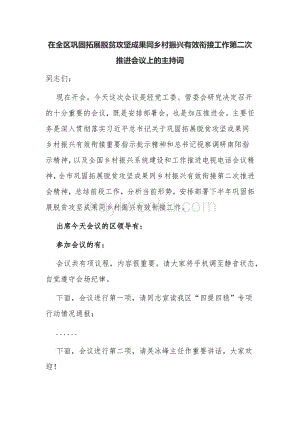 在全区巩固拓展脱贫攻坚成果同乡村振兴有效衔接工作第二次
推进会议上的主持词
同志们：
现在开会。今天这次会议是经党工委、管委会研究决定召开
的十分重要的会议，既是安排部署会，也是加压推进会。主要任
务是深入贯彻落实习近平总书记关于巩固拓展脱贫攻坚成果同
乡村振兴有效衔接重要指示批示精神和总书记视察调研南阳指
示精神，以及全国乡村振兴系统建设和工作推进电视电话会议精
神，全市巩固拓展脱贫攻坚成果同乡村振兴有效衔接第二次推进
会精神，总结前段工作，分析当前形势，安排部署下半年巩固拓
展脱贫攻坚成果同乡村振兴有效衔接工作。
出席今天会议的区领导有：
参加会议的有：
会议共有项议程，内容很重要，请大家将手机调至静音状态，
自觉遵守会场纪律。
下面，会议进行第一项，请同志宣读我区“四提四稳”专项
行动情况通报；
......
下面，会议进行第二项，请吴冰峰主任作重要讲话，大家欢
迎！